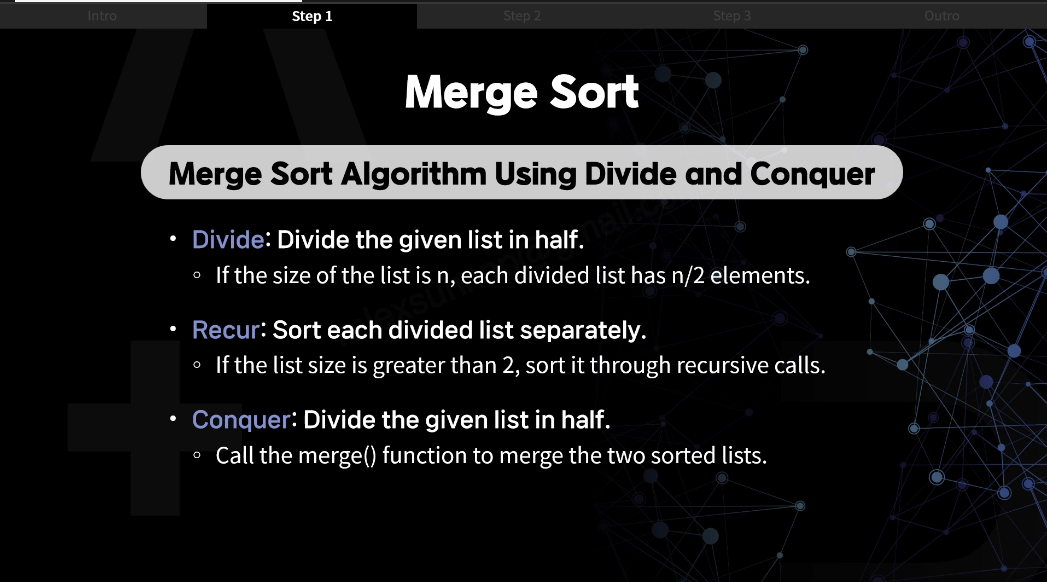 Intro
Step 1
Step 2
Step 3
Outro
Merge Sort
Merge Sort Algorithm Using Divide and Conquer
• Divide: Divide the given list in half.
◦ If the size of the list is n, each divided list has n/2 elements.
• Recur: Sort each divided list separately.
◦ If the list size is greater than 2, sort it through recursive calls.
• Conquer: Divide the given list in half.
◦ Call the merge() function to merge the two sorted lists.